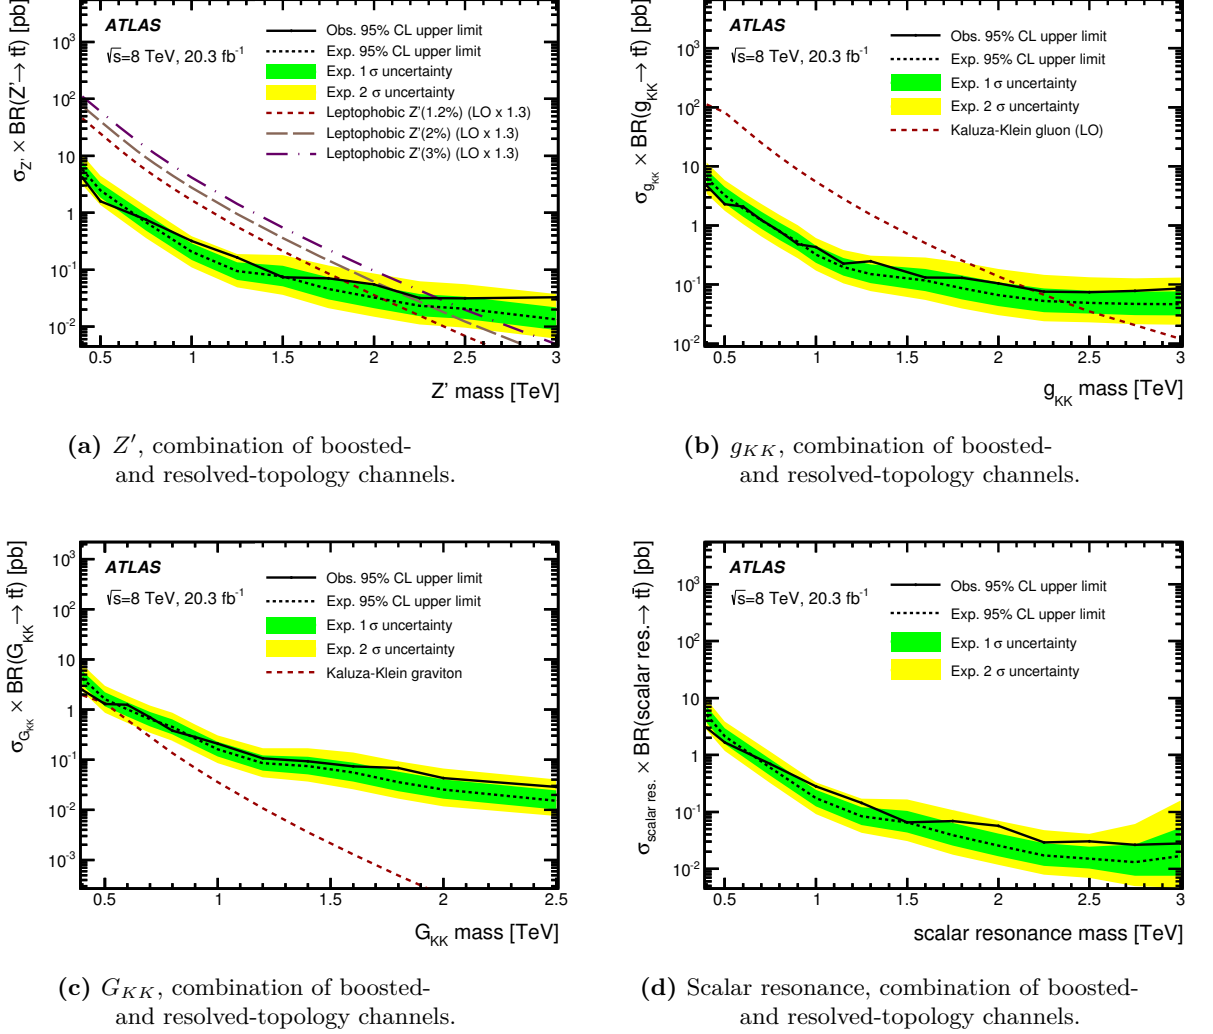 σZ' × BR(Z'→ tt̄) [pb]
10³
10²
10
1
10⁻¹
10⁻²
ATLAS
√s=8 TeV, 20.3 fb⁻¹
Obs. 95% CL upper limit
Exp. 95% CL upper limit
Exp. 1 σ uncertainty
Exp. 2 σ uncertainty
Leptophobic Z'(1.2%) (LO x 1.3)
Leptophobic Z'(2%) (LO x 1.3)
Leptophobic Z'(3%) (LO x 1.3)
0.5 1 1.5 2 2.5 3
Z' mass [TeV]
(a) Z′, combination of boosted-
and resolved-topology channels.
σgKK × BR(gKK→ tt̄) [pb]
10³
10²
10
1
10⁻¹
10⁻²
ATLAS
√s=8 TeV, 20.3 fb⁻¹
Obs. 95% CL upper limit
Exp. 95% CL upper limit
Exp. 1 σ uncertainty
Exp. 2 σ uncertainty
Kaluza-Klein gluon (LO)
0.5 1 1.5 2 2.5 3
gKK mass [TeV]
(b) gKK, combination of boosted-
and resolved-topology channels.
σGKK × BR(GKK→ tt̄) [pb]
10³
10²
10
1
10⁻¹
10⁻²
10⁻³
ATLAS
√s=8 TeV, 20.3 fb⁻¹
Obs. 95% CL upper limit
Exp. 95% CL upper limit
Exp. 1 σ uncertainty
Exp. 2 σ uncertainty
Kaluza-Klein graviton
0.5 1 1.5 2 2.5
GKK mass [TeV]
(c) GKK, combination of boosted-
and resolved-topology channels.
σscalar res. × BR(scalar res.→ tt̄) [pb]
10³
10²
10
1
10⁻¹
10⁻²
ATLAS
√s=8 TeV, 20.3 fb⁻¹
Obs. 95% CL upper limit
Exp. 95% CL upper limit
Exp. 1 σ uncertainty
Exp. 2 σ uncertainty
0.5 1 1.5 2 2.5 3
scalar resonance mass [TeV]
(d) Scalar resonance, combination of boosted-
and resolved-topology channels.